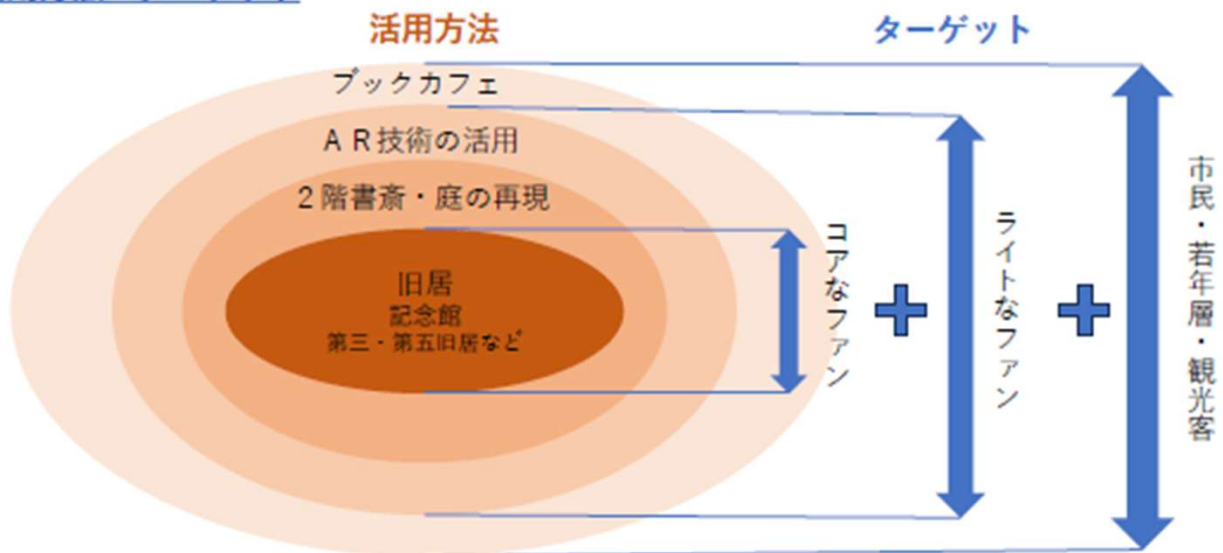 活用方法
ターゲット
ブックカフェ
ＡＲ技術の活用
２階書斎・庭の再現
旧居
記念館
第三・第五旧居など
コアなファン
ライトなファン
市民・若年層・観光客